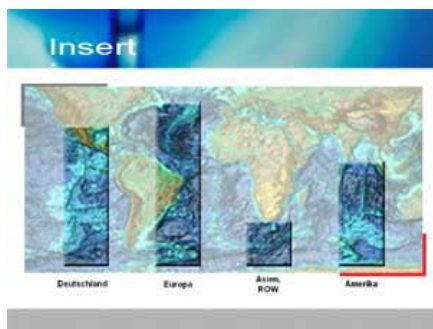 Insert
Deutschland
Europa
Asien,
ROW
Amerika